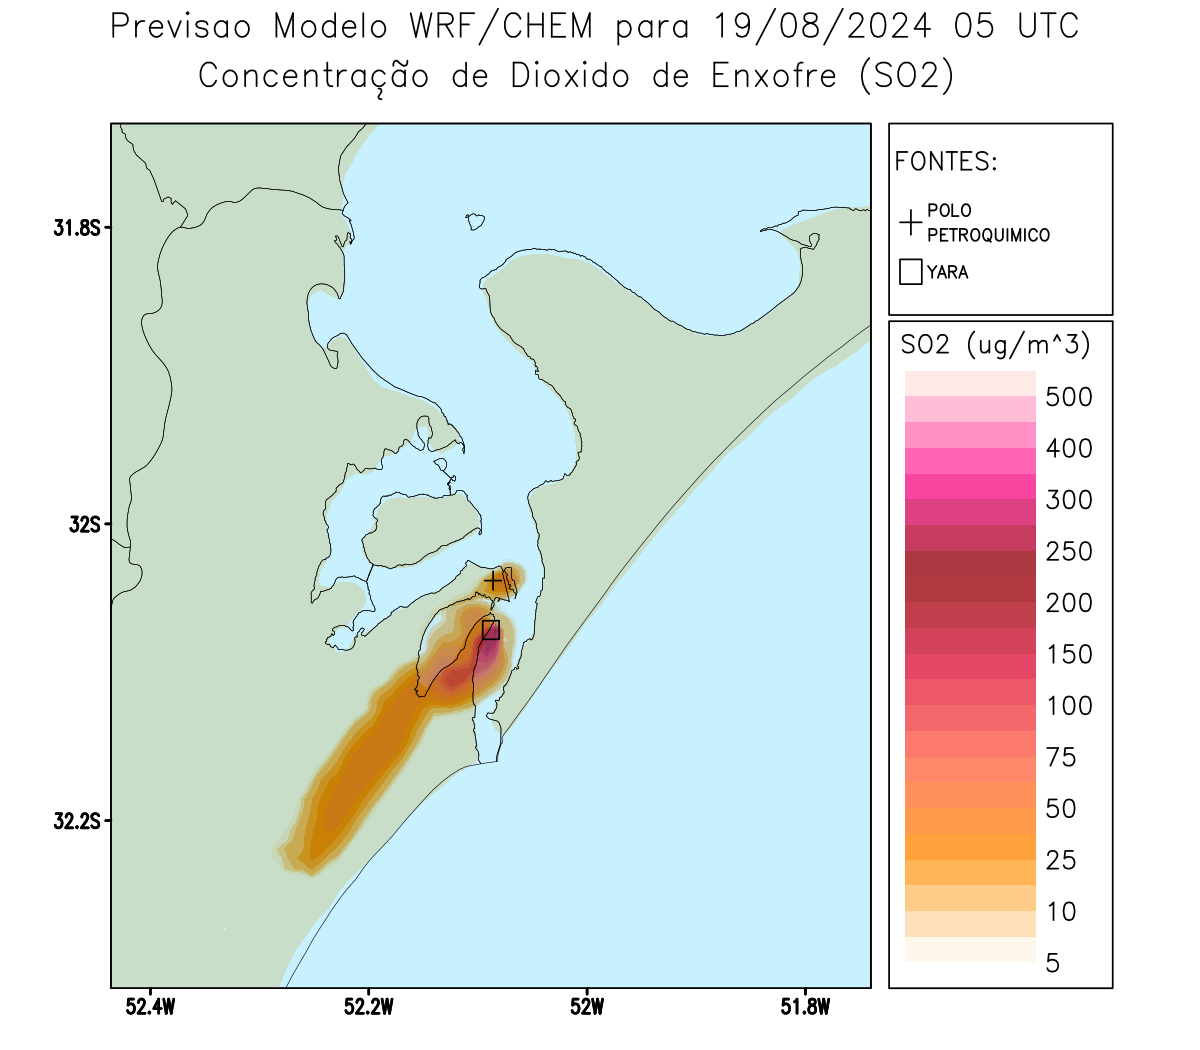 Previsao Modelo WRF/CHEM para 19/08/2024 05 UTC
Concentração de Dioxido de Enxofre (SO2)
FONTES:
POLO
PETROQUIMICO
YARA
31.8S
32S
32.2S
52.4W
52.2W
52W
51.8W
SO2 (ug/m^3)
500
400
300
250
200
150
100
75
50
25
10
5